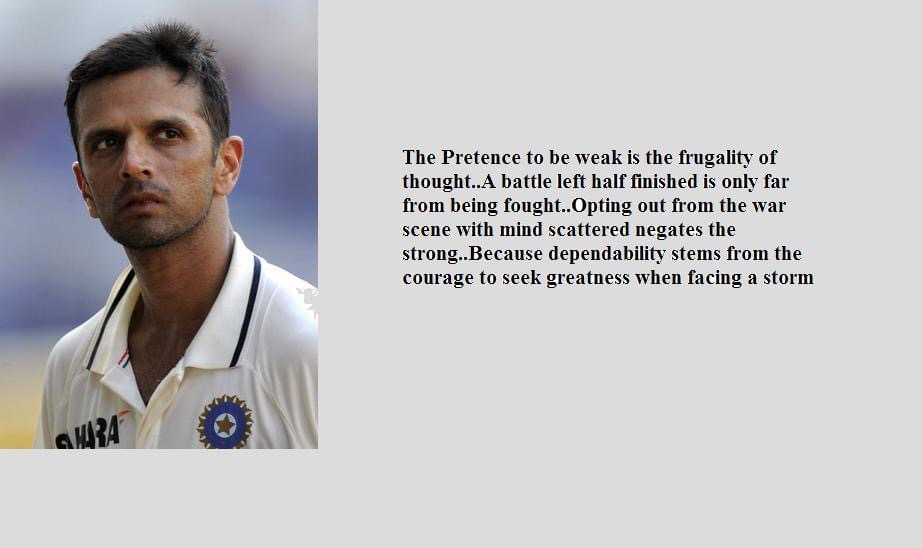 The Pretence to be weak is the frugality of
thought..A battle left half finished is only far
from being fought..Opting out from the war
scene with mind scattered negates the
strong..Because dependability stems from the
courage to seek greatness when facing a storm
SAHARA